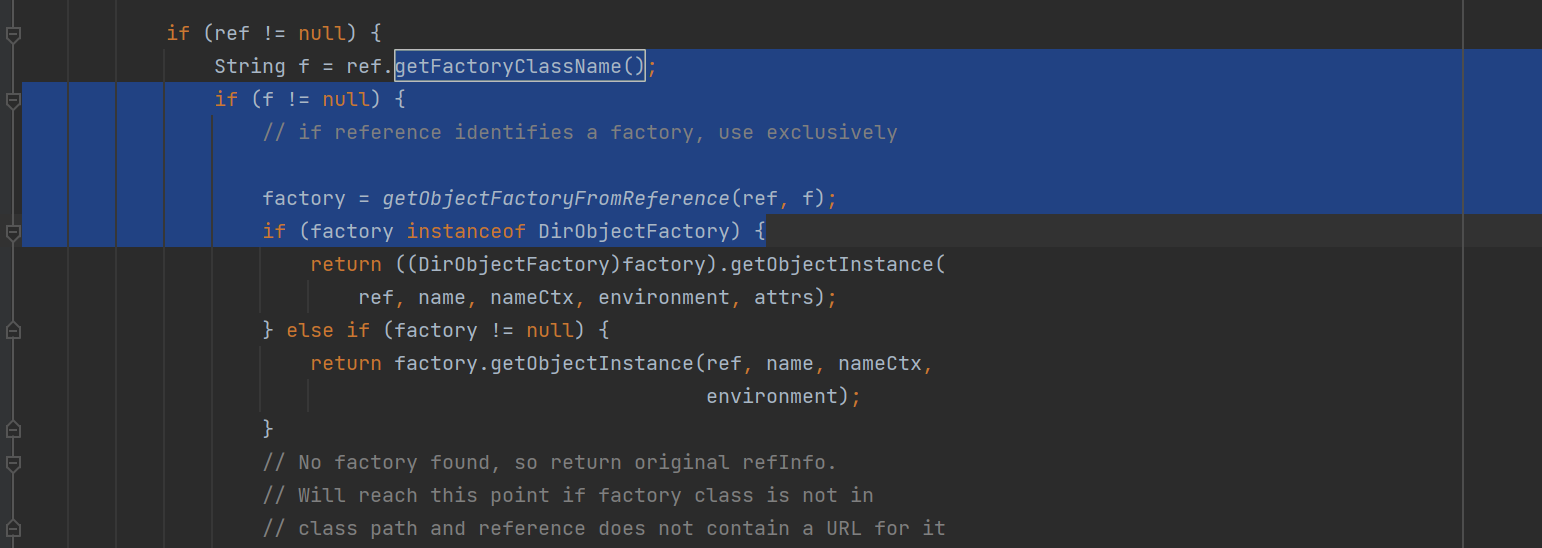 if (ref != null) {
String f = ref.getFactoryClassName();
if (f != null) {
// if reference identifies a factory, use exclusively
factory = getObjectFactoryFromReference(ref, f);
if (factory instanceof DirObjectFactory) {
return ((DirObjectFactory)factory).getObjectInstance(
ref, name, nameCtx, environment, attrs);
} else if (factory != null) {
return factory.getObjectInstance(ref, name, nameCtx,
environment);
}
// No factory found, so return original refInfo.
// Will reach this point if factory class is not in
// class path and reference does not contain a URL for it